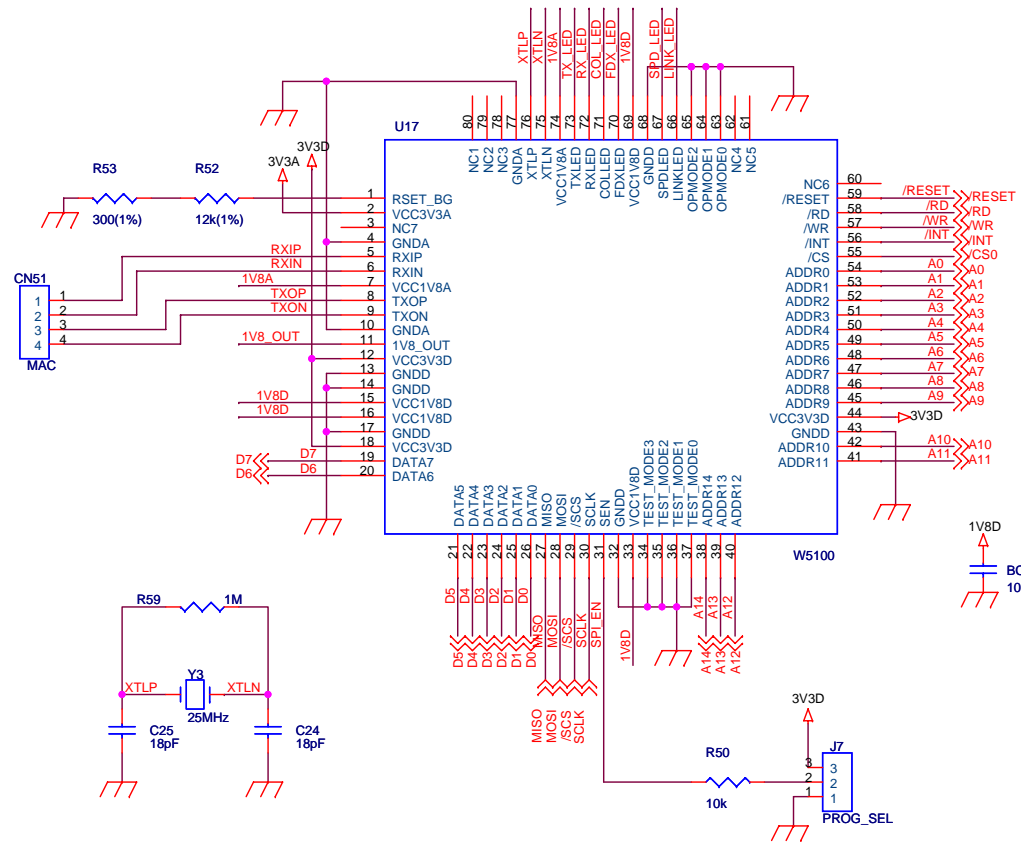 XTLP
XTLN
1V8A
TX_LED
RX_LED
COL_LED
FDX_LED
1V8D
SPD_LED
LINK_LED
U17
80
79
78
77
76
75
74
73
72
71
70
69
68
67
66
65
64
63
62
61
NC1
NC2
NC3
GNDA
XTLP
XTLN
VCC1V8A
TXLED
RXLED
COLLED
FDXLED
VCC1V8D
GNDD
SPDLED
LINKLED
OPMODE2
OPMODE1
OPMODE0
NC4
NC5
3V3D
3V3A
R53
R52
300(1%)
12k(1%)
1 RSET_BG
2 VCC3V3A
3 NC7
4 GNDA
RXIP 5 RXIP
RXIN 6 RXIN
1V8A 7 VCC1V8A
TXOP 8 TXOP
TXON 9 TXON
10 GNDA
1V8_OUT 11 1V8_OUT
12 VCC3V3D
13 GNDD
14 GNDD
1V8D 15 VCC1V8D
1V8D 16 VCC1V8D
17 GNDD
18 VCC3V3D
D7 D7 19 DATA7
D6 D6 20 DATA6
CN51
1 1
2 2
3 3
4 4
MAC
NC6 60
/RESET 59 /RESET /RESET
/RD 58 /RD /RD
/WR 57 /WR /WR
/INT 56 /INT /INT
/CS 55 /CS0
ADDR0 54 A0 A0
ADDR1 53 A1 A1
ADDR2 52 A2 A2
ADDR3 51 A3 A3
ADDR4 50 A4 A4
ADDR5 49 A5 A5
ADDR6 48 A6 A6
ADDR7 47 A7 A7
ADDR8 46 A8 A8
ADDR9 45 A9 A9
VCC3V3D 44 3V3D
GNDD 43
ADDR10 42 A10 A10
ADDR11 41 A11 A11
DATA5
DATA4
DATA3
DATA2
DATA1
DATA0
MISO
MOSI
/SCS
SCLK
SEN
GNDD
VCC1V8D
TEST_MODE3
TEST_MODE2
TEST_MODE1
TEST_MODE0
ADDR14
ADDR13
ADDR12
21
22
23
24
25
26
27
28
29
30
31
32
33
34
35
36
37
38
39
40
W5100
D5
D4
D3
D2
D1
D0
MISO
MOSI
/SCS
SCLK
SPI_EN
1V8D
A14
A13
A12
D5
D4
D3
D2
D1
D0
A14
A13
A12
MISO
MOSI
/SCS
SCLK
1V8D
BC
10
R59
1M
XTLP
Y3
XTLN
25MHz
C25
18pF
C24
18pF
3V3D
R50
10k
J7
3 3
2 2
1 1
PROG_SEL